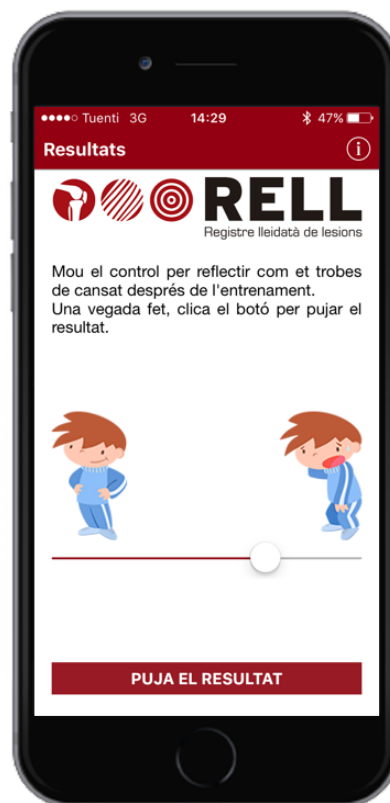 Tuenti 3G 14:29 47%
Resultats i
RELL
Registre lleidatà de lesions
Mou el control per reflectir com et trobes
de cansat després de l'entrenament.
Una vegada fet, clica el botó per pujar el
resultat.
PUJA EL RESULTAT